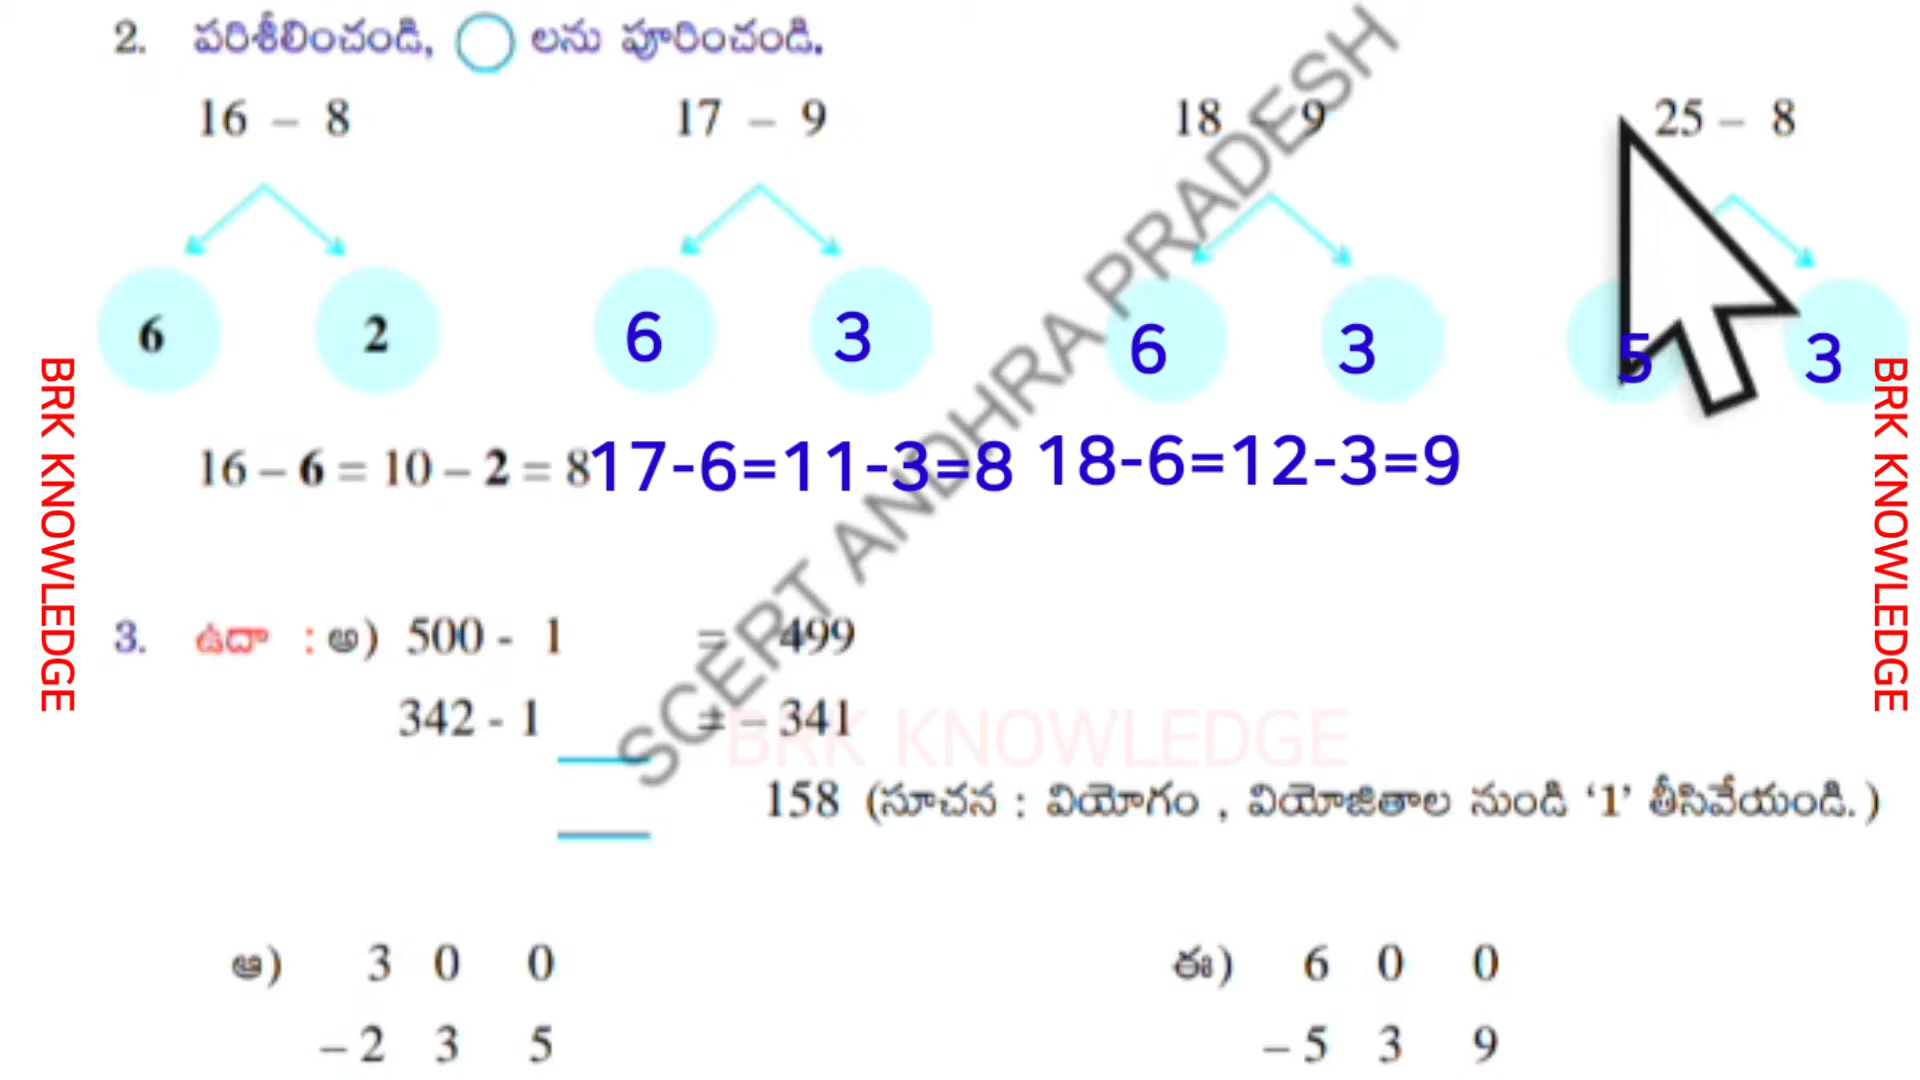 2. పరిశీలించండి, ◯ లను పూరించండి.
16 – 8 17 – 9 18 – 9 25 – 8
6 2 6 3 6 3 5 3
16 – 6 = 10 – 2 = 8 17-6=11-3=8 18-6=12-3=9
3. ఉదా : అ) 500 - 1 = 499
342 - 1 = – 341
158 (సూచన : వియోగం , వియోజితాల నుండి ‘1’ తీసివేయండి.)
ఆ) 3 0 0 ఈ) 6 0 0
– 2 3 5 – 5 3 9
SCERT ANDHRA PRADESH
BRK KNOWLEDGE
BRK KNOWLEDGE
BRK KNOWLEDGE